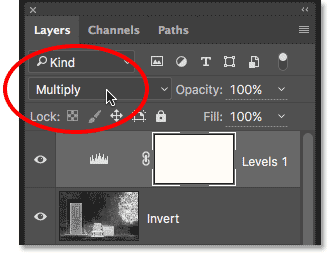 Layers Channels Paths
Kind
Multiply Opacity: 100%
Lock: Fill: 100%
Levels 1
Invert